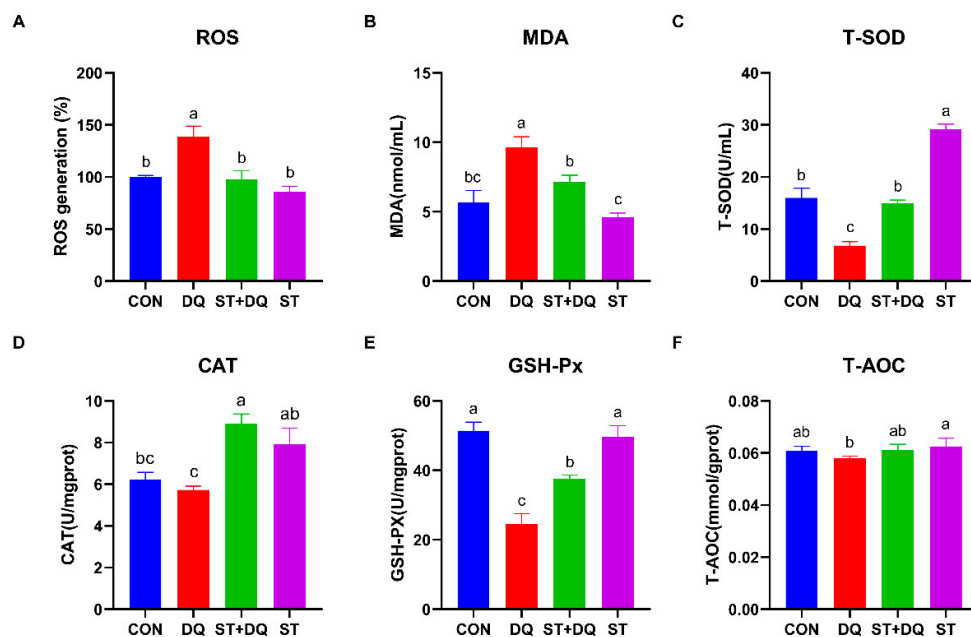 A
ROS
ROS generation (%)
200
150
100
50
0
b
a
b
b
CON DQ ST+DQ ST
B
MDA
MDA(nmol/mL)
15
10
5
0
bc
a
b
c
CON DQ ST+DQ ST
C
T-SOD
T-SOD(U/mL)
40
30
20
10
0
b
c
b
a
CON DQ ST+DQ ST
D
CAT
CAT(U/mgprot)
10
8
6
4
2
0
bc
c
a
ab
CON DQ ST+DQ ST
E
GSH-Px
GSH-PX(U/mgprot)
60
40
20
0
a
c
b
a
CON DQ ST+DQ ST
F
T-AOC
T-AOC(mmol/gprot)
0.08
0.06
0.04
0.02
0.00
ab
b
ab
a
CON DQ ST+DQ ST